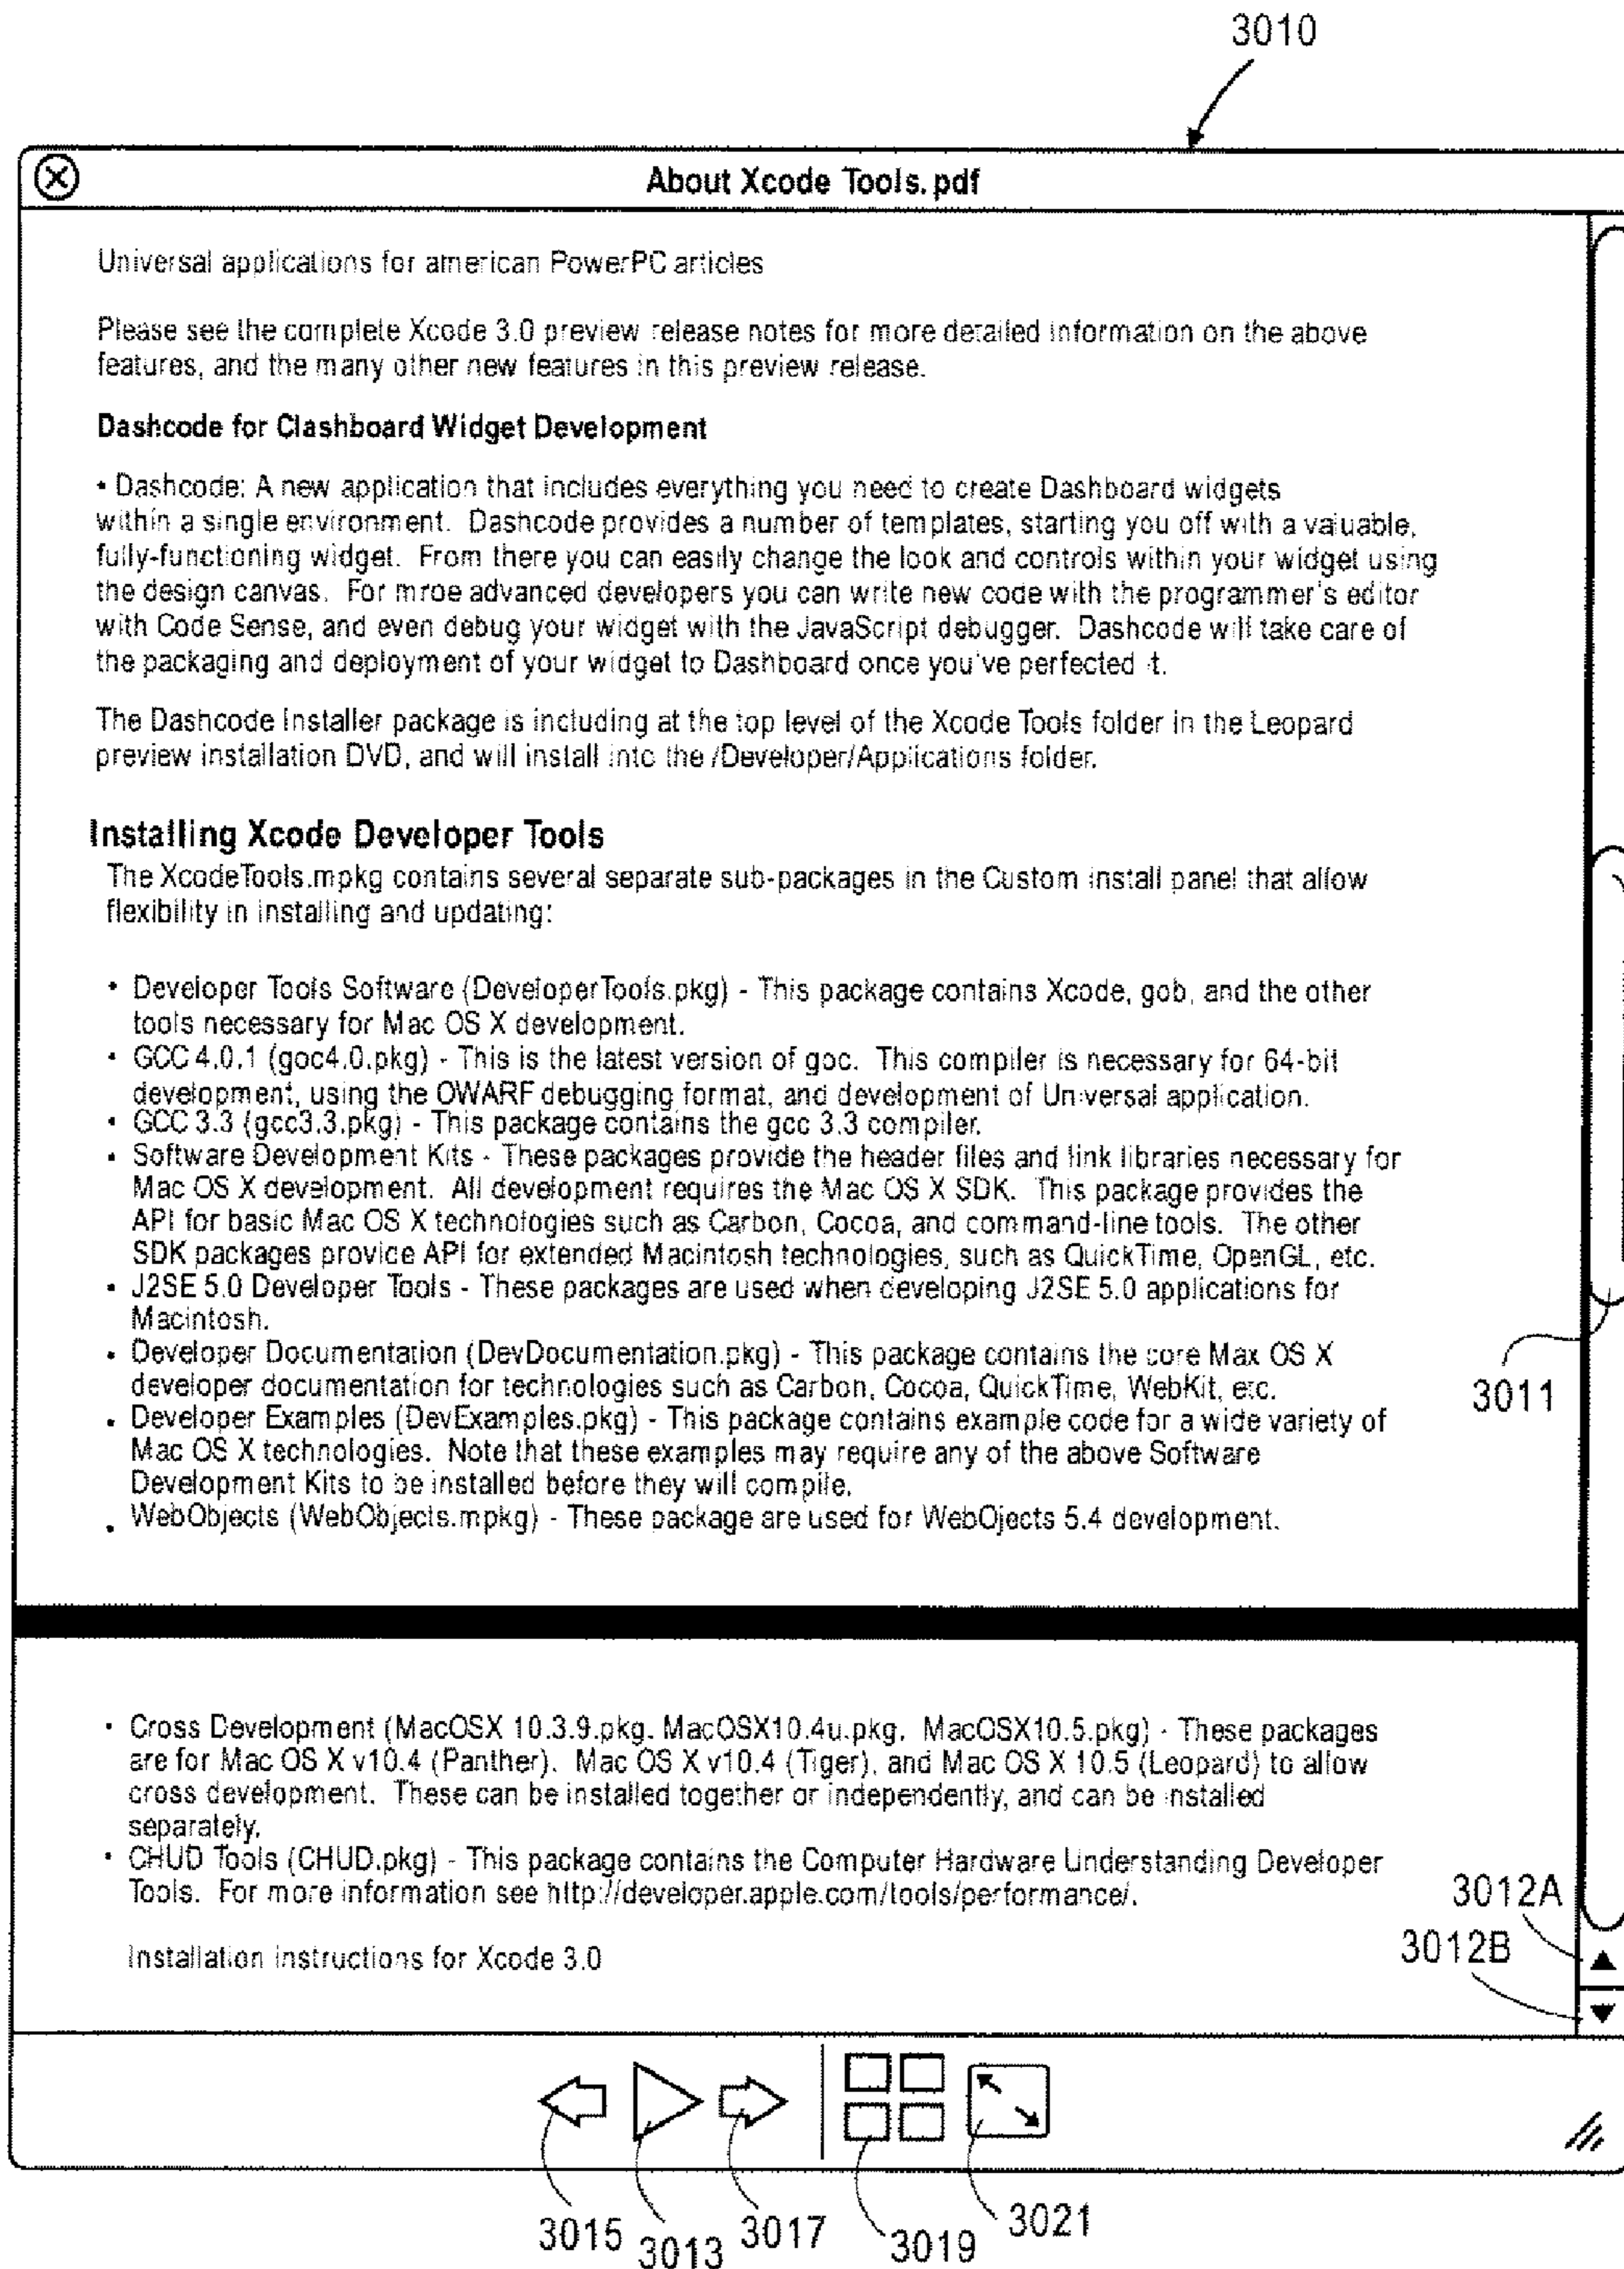 3010
About Xcode Tools.pdf
Universal applications for american PowerPC articles
Please see the complete Xcode 3.0 preview release notes for more detailed information on the above
features, and the many other new features in this preview release.
Dashcode for Clashboard Widget Development
• Dashcode: A new application that includes everything you need to create Dashboard widgets
within a single environment. Dashcode provides a number of templates, starting you off with a valuable,
fully-functioning widget. From there you can easily change the look and controls within your widget using
the design canvas. For mroe advanced developers you can write new code with the programmer's editor
with Code Sense, and even debug your widget with the JavaScript debugger. Dashcode will take care of
the packaging and deployment of your widget to Dashboard once you've perfected it.
The Dashcode Installer package is including at the top level of the Xcode Tools folder in the Leopard
preview installation DVD, and will install into the /Developer/Applications folder.
Installing Xcode Developer Tools
The XcodeTools.mpkg contains several separate sub-packages in the Custom install panel that allow
flexibility in installing and updating:
• Developer Tools Software (DeveloperTools.pkg) - This package contains Xcode, gob, and the other
tools necessary for Mac OS X development.
• GCC 4.0.1 (goc4.0.pkg) - This is the latest version of goc. This compiler is necessary for 64-bit
development, using the OWARF debugging format, and development of Universal application.
• GCC 3.3 (gcc3.3.pkg) - This package contains the gcc 3.3 compiler.
• Software Development Kits - These packages provide the header files and link libraries necessary for
Mac OS X development. All development requires the Mac OS X SDK. This package provides the
API for basic Mac OS X technologies such as Carbon, Cocoa, and command-line tools. The other
SDK packages provice API for extended Macintosh technologies, such as QuickTime, OpenGL, etc.
• J2SE 5.0 Developer Tools - These packages are used when developing J2SE 5.0 applications for
Macintosh.
• Developer Documentation (DevDocumentation.pkg) - This package contains the core Max OS X
developer documentation for technologies such as Carbon, Cocoa, QuickTime, WebKit, etc.
3011
• Developer Examples (DevExamples.pkg) - This package contains example code for a wide variety of
Mac OS X technologies. Note that these examples may require any of the above Software
Development Kits to be installed before they will compile.
• WebObjects (WebObjects.mpkg) - These package are used for WebOjects 5.4 development.
• Cross Development (MacOSX 10.3.9.pkg. MacOSX10.4u.pkg, MacOSX10.5.pkg) - These packages
are for Mac OS X v10.4 (Panther). Mac OS X v10.4 (Tiger), and Mac OS X 10.5 (Leopard) to allow
cross development. These can be installed together or independently, and can be installed
separately.
• CHUD Tools (CHUD.pkg) - This package contains the Computer Hardware Understanding Developer
Tools. For more information see http://developer.apple.com/tools/performance/.
3012A
3012B
Installation instructions for Xcode 3.0
3015
3013
3017
3019
3021